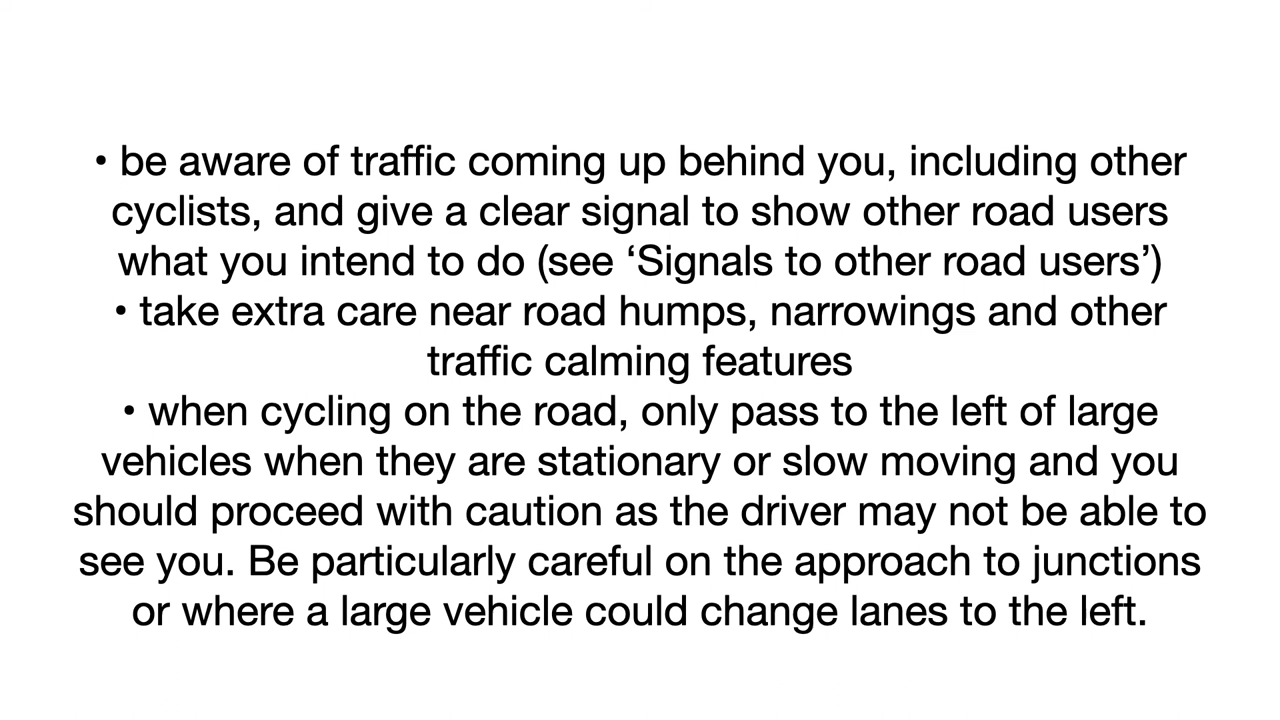 • be aware of traffic coming up behind you, including other
cyclists, and give a clear signal to show other road users
what you intend to do (see ‘Signals to other road users’)
• take extra care near road humps, narrowings and other
traffic calming features
• when cycling on the road, only pass to the left of large
vehicles when they are stationary or slow moving and you
should proceed with caution as the driver may not be able to
see you. Be particularly careful on the approach to junctions
or where a large vehicle could change lanes to the left.